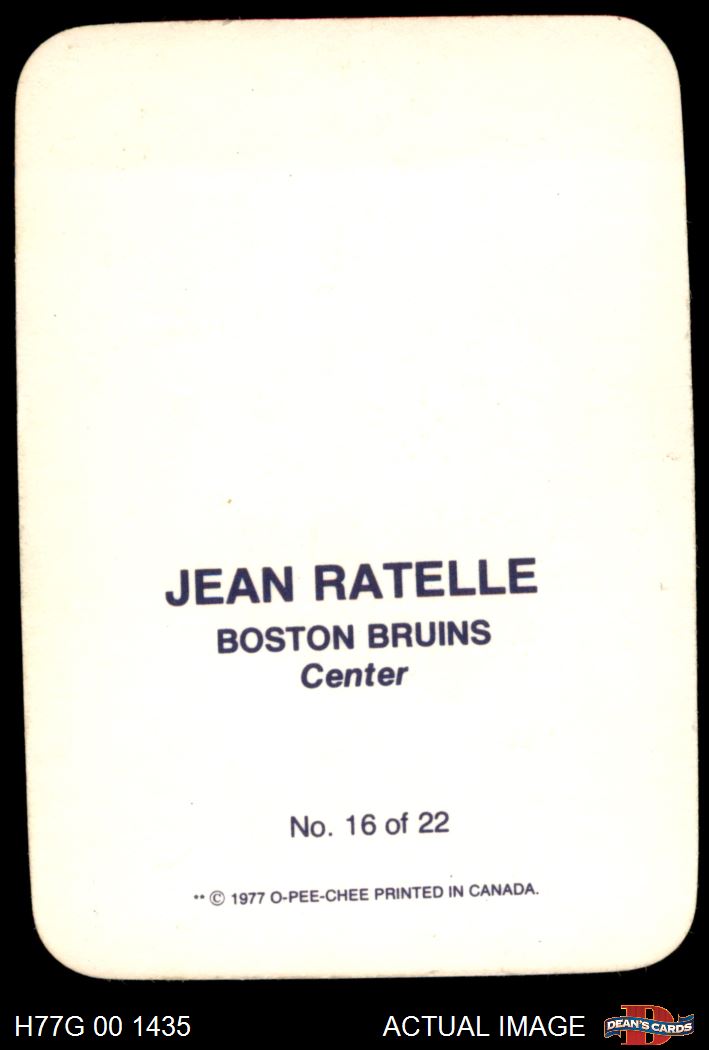 JEAN RATELLE
BOSTON BRUINS
Center
No. 16 of 22
** © 1977 O-PEE-CHEE PRINTED IN CANADA.
H77G 00 1435
ACTUAL IMAGE
DEAN'S CARDS